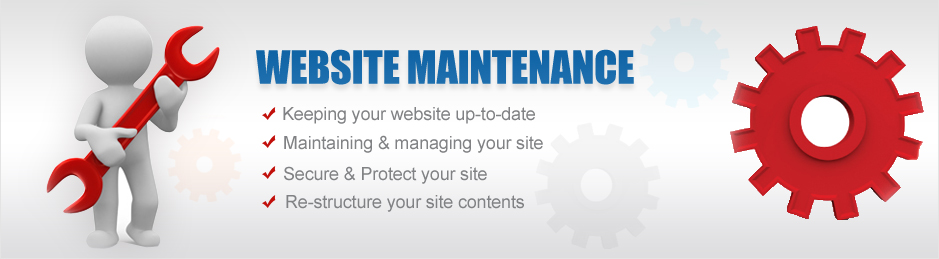 WEBSITE MAINTENANCE
Keeping your website up-to-date
Maintaining & managing your site
Secure & Protect your site
Re-structure your site contents